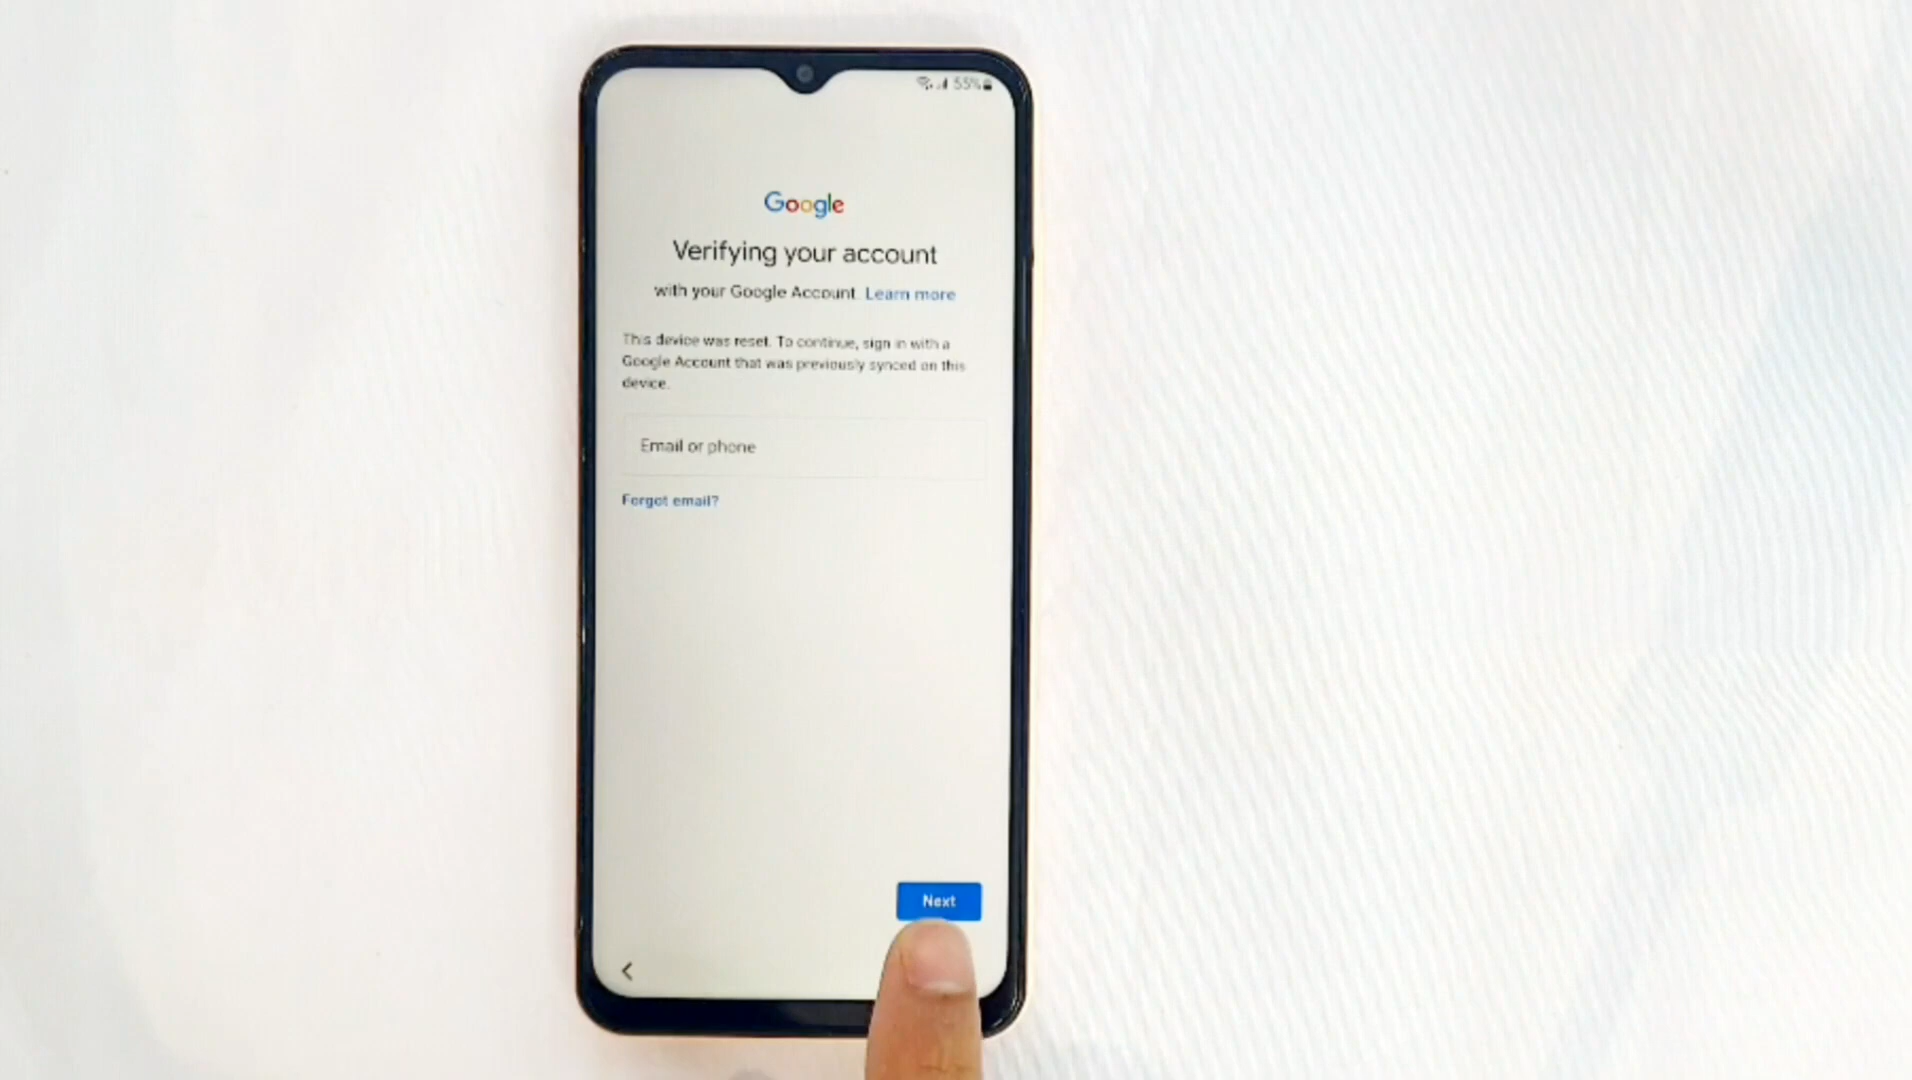 55%
Google
Verifying your account
with your Google Account. Learn more
This device was reset. To continue, sign in with a
Google Account that was previously synced on this
device.
Email or phone
Forgot email?
Next